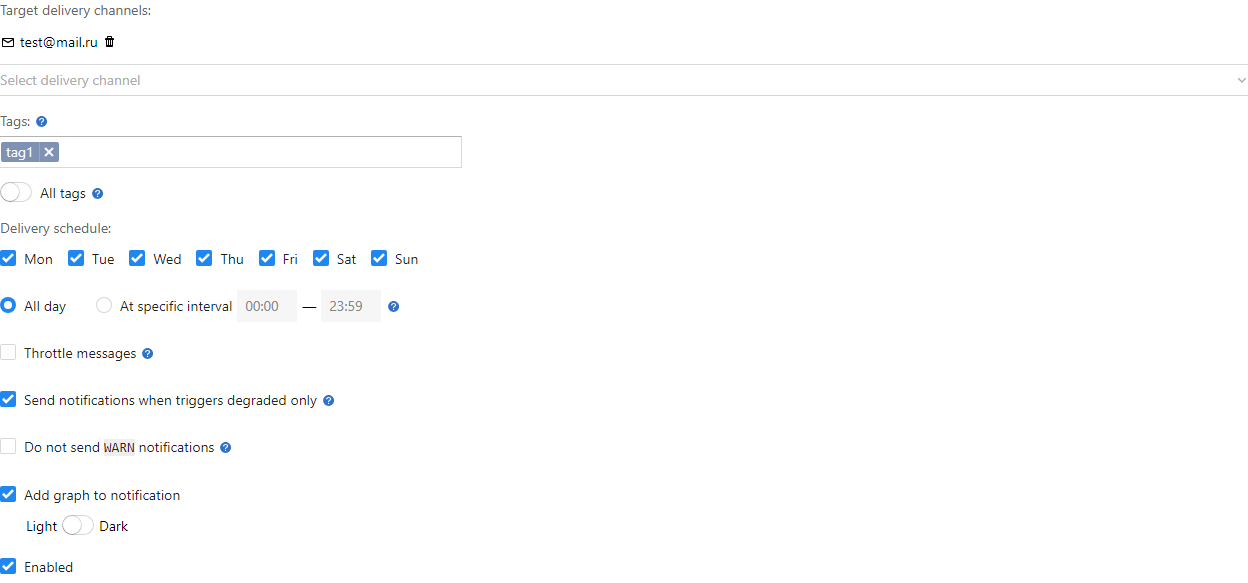 Target delivery channels:
test@mail.ru
Select delivery channel
Tags: ?
tag1
All tags ?
Delivery schedule:
Mon Tue Wed Thu Fri Sat Sun
All day At specific interval 00:00 — 23:59 ?
Throttle messages ?
Send notifications when triggers degraded only ?
Do not send WARN notifications ?
Add graph to notification
Light Dark
Enabled